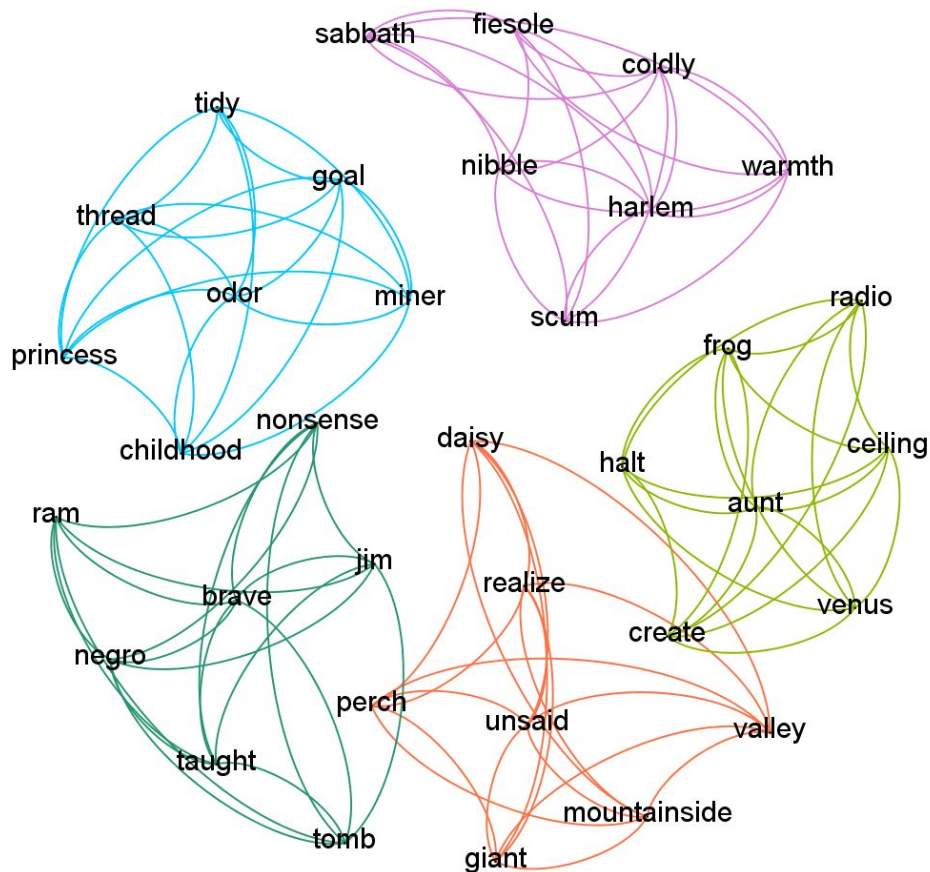 fiesole
sabbath
coldly
tidy
nibble
warmth
goal
harlem
thread
odor
miner
radio
scum
frog
princess
nonsense
daisy
childhood
ceiling
halt
aunt
ram
jim
realize
brave
venus
create
negro
perch
unsaid
valley
taught
mountainside
tomb
giant